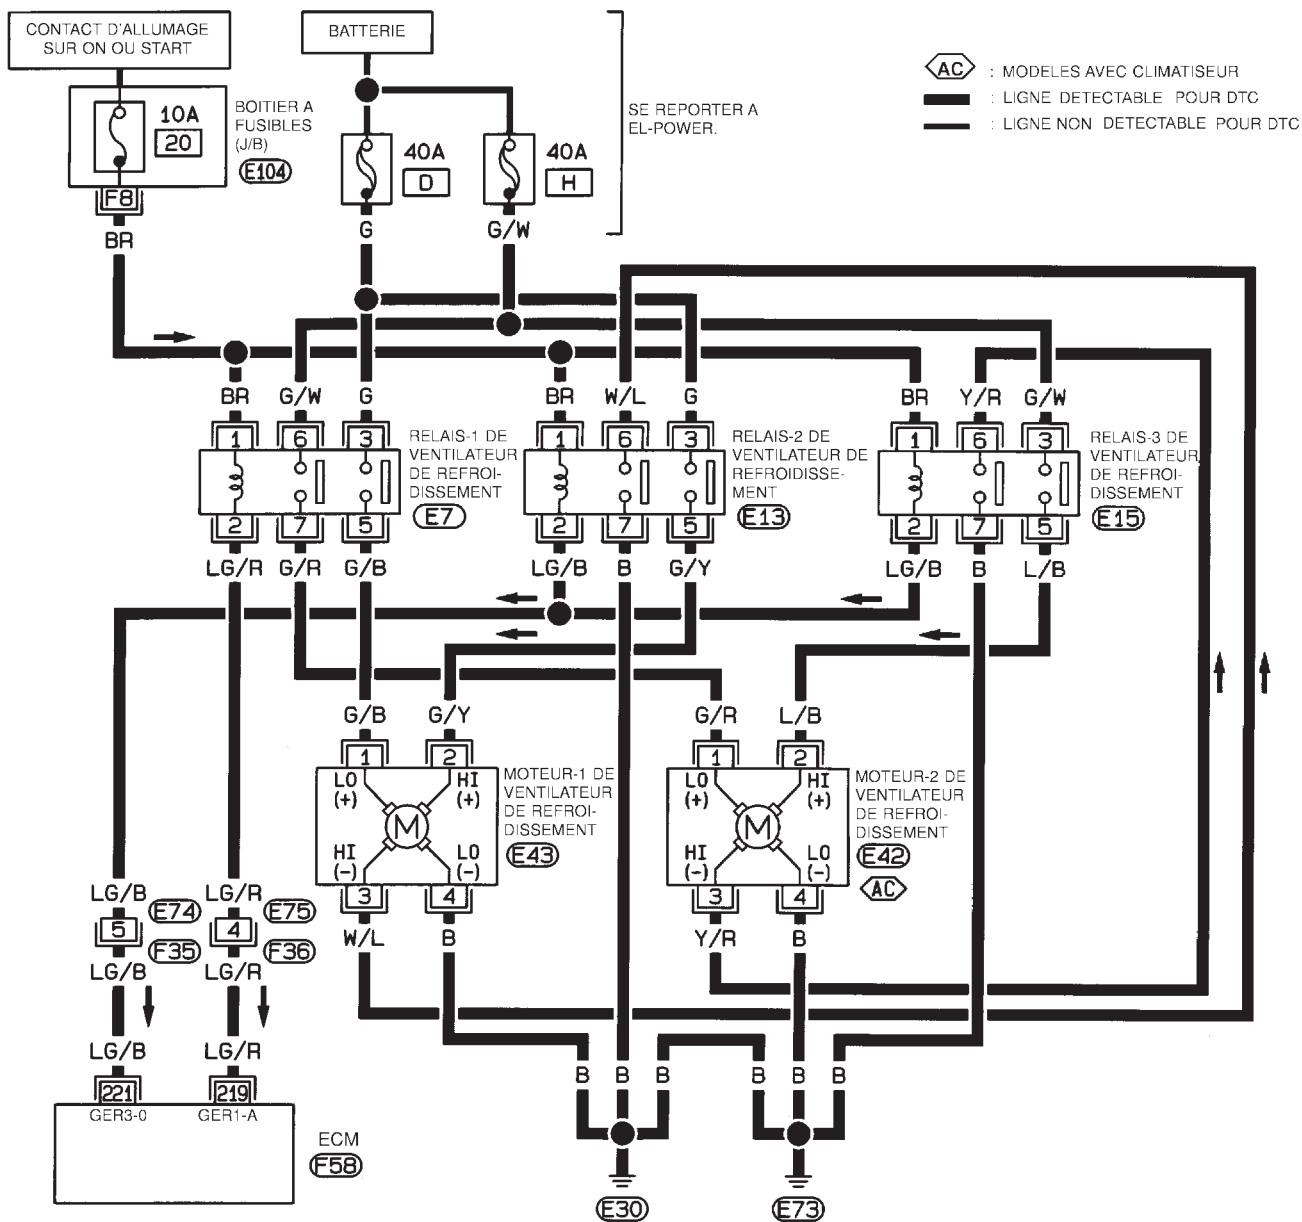 CONTACT D'ALLUMAGE
SUR ON OU START
BATTERIE
AC : MODELES AVEC CLIMATISEUR
: LIGNE DETECTABLE POUR DTC
: LIGNE NON DETECTABLE POUR DTC
10A
20
BOITIER A
FUSIBLES
(J/B)
E104
F8
BR
40A
D
40A
H
SE REPORTER A
EL-POWER.
G
G/W
BR
G/W
G
BR
W/L
G
BR
Y/R
G/W
1
6
3
RELAIS-1 DE
VENTILATEUR
DE REFROI-
DISSEMENT
E7
2
7
5
1
6
3
RELAIS-2 DE
VENTILATEUR DE
REFROIDISSE-
MENT
E13
2
7
5
1
6
3
RELAIS-3 DE
VENTILATEUR
DE REFROI-
DISSEMENT
E15
2
7
5
LG/R
G/R
G/B
LG/B
B
G/Y
LG/B
B
L/B
G/B
G/Y
G/R
L/B
1
2
LO
(+)
HI
(+)
M
HI
(-)
LO
(-)
3
4
MOTEUR-1 DE
VENTILATEUR
DE REFROI-
DISSEMENT
E43
1
2
LO
(+)
HI
(+)
M
HI
(-)
LO
(-)
3
4
MOTEUR-2 DE
VENTILATEUR
DE REFROI-
DISSEMENT
E42
AC
W/L
B
Y/R
B
LG/B
LG/R
5
E74
F35
4
E75
F36
LG/B
LG/R
LG/B
LG/R
221
219
GER3-0
GER1-A
ECM
F58
B
B
B
B
B
B
E30
E73